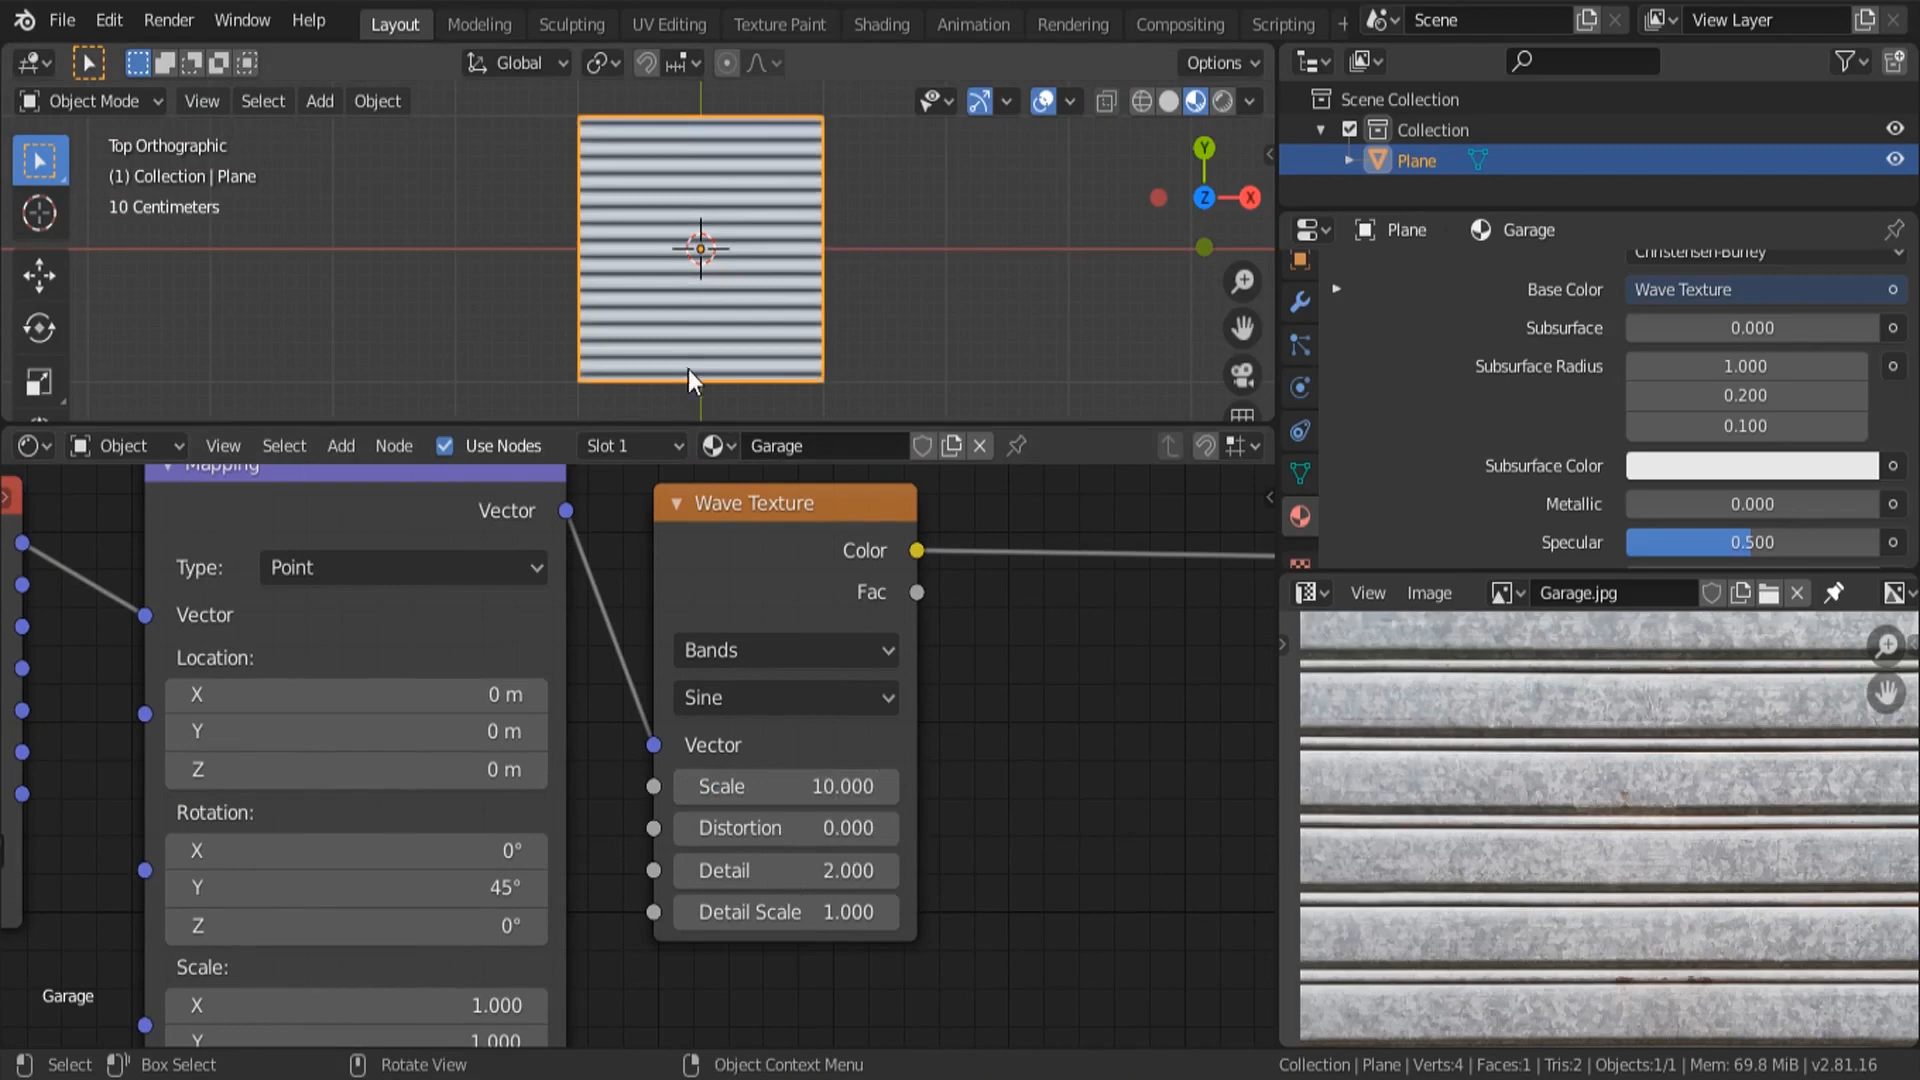 File Edit Render Window Help Layout Modeling Sculpting UV Editing Texture Paint Shading Animation Rendering Compositing Scripting + Scene View Layer
Global Options
Object Mode View Select Add Object
Top Orthographic
(1) Collection | Plane
10 Centimeters
Y
Z
X
Scene Collection
Collection
Plane
Plane Garage
Christensen-Burley
Base Color Wave Texture
Subsurface 0.000
Subsurface Radius 1.000
0.200
0.100
Subsurface Color
Metallic 0.000
Specular 0.500
Object View Select Add Node Use Nodes Slot 1 Garage
Mapping
Vector
Type: Point
Vector
Location:
X 0 m
Y 0 m
Z 0 m
Rotation:
X 0°
Y 45°
Z 0°
Scale:
X 1.000
Y 1.000
Garage
Wave Texture
Color
Fac
Bands
Sine
Vector
Scale 10.000
Distortion 0.000
Detail 2.000
Detail Scale 1.000
View Image Garage.jpg
Select Box Select Rotate View Object Context Menu Collection | Plane | Verts:4 | Faces:1 | Tris:2 | Objects:1/1 | Mem: 69.8 MiB | v2.81.16